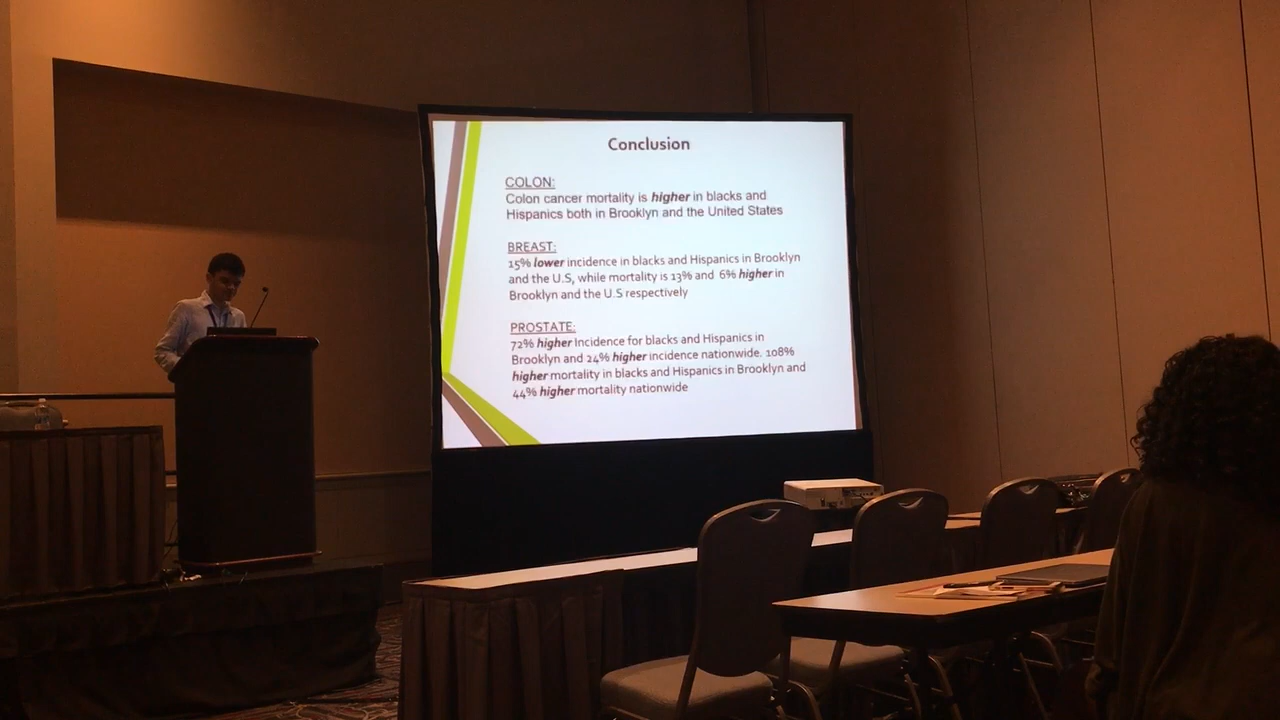 Conclusion
COLON:
Colon cancer mortality is higher in blacks and
Hispanics both in Brooklyn and the United States
BREAST:
15% lower incidence in blacks and Hispanics in Brooklyn
and the U.S, while mortality is 13% and 6% higher in
Brooklyn and the U.S respectively
PROSTATE:
72% higher Incidence for blacks and Hispanics in
Brooklyn and 24% higher incidence nationwide. 108%
higher mortality in blacks and Hispanics in Brooklyn and
44% higher mortality nationwide